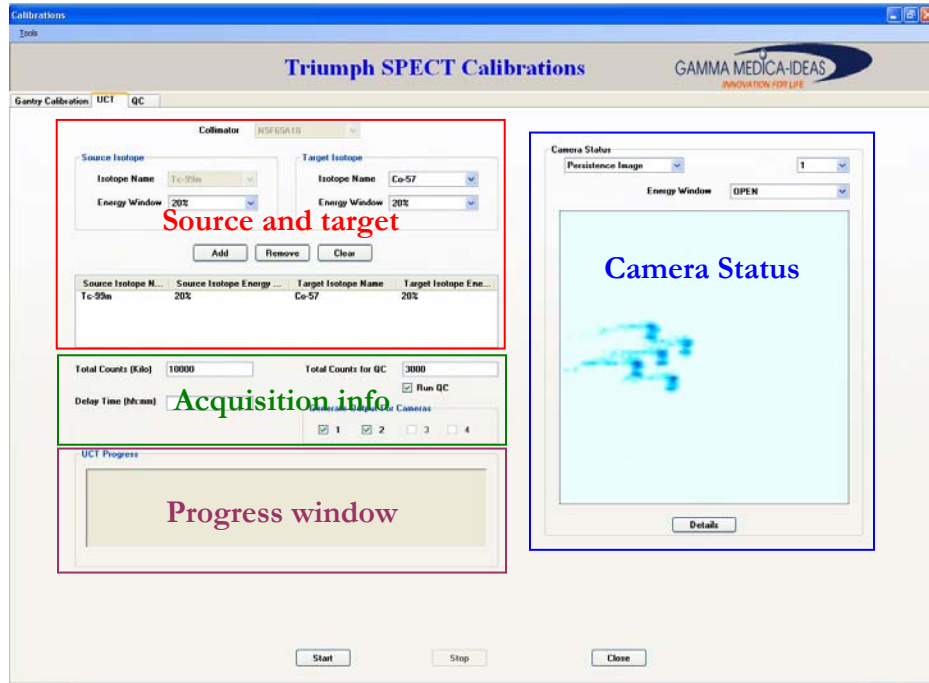 Calibrations
Tools
Triumph SPECT Calibrations
GAMMA MEDICA-IDEAS
INNOVATION FOR LIFE
Gantry Calibration UCT QC
Collimator N5F65A10
Source Isotope
Isotope Name Tc-99m
Energy Window 20%
Target Isotope
Isotope Name Co-57
Energy Window 20%
Source and target
Add Remove Clear
Source Isotope N... Source Isotope Energy ... Target Isotope Name Target Isotope Ene...
Tc-99m 20% Co-57 20%
Total Counts (Kilo) 10000 Total Counts for QC 3000
Run QC
Delay Time (hh:mm)
Acquisition info
Generate Output For Cameras
1 2 3 4
UCT Progress
Progress window
Camera Status
Persistence Image 1
Energy Window OPEN
Camera Status
Details
Start Stop Close